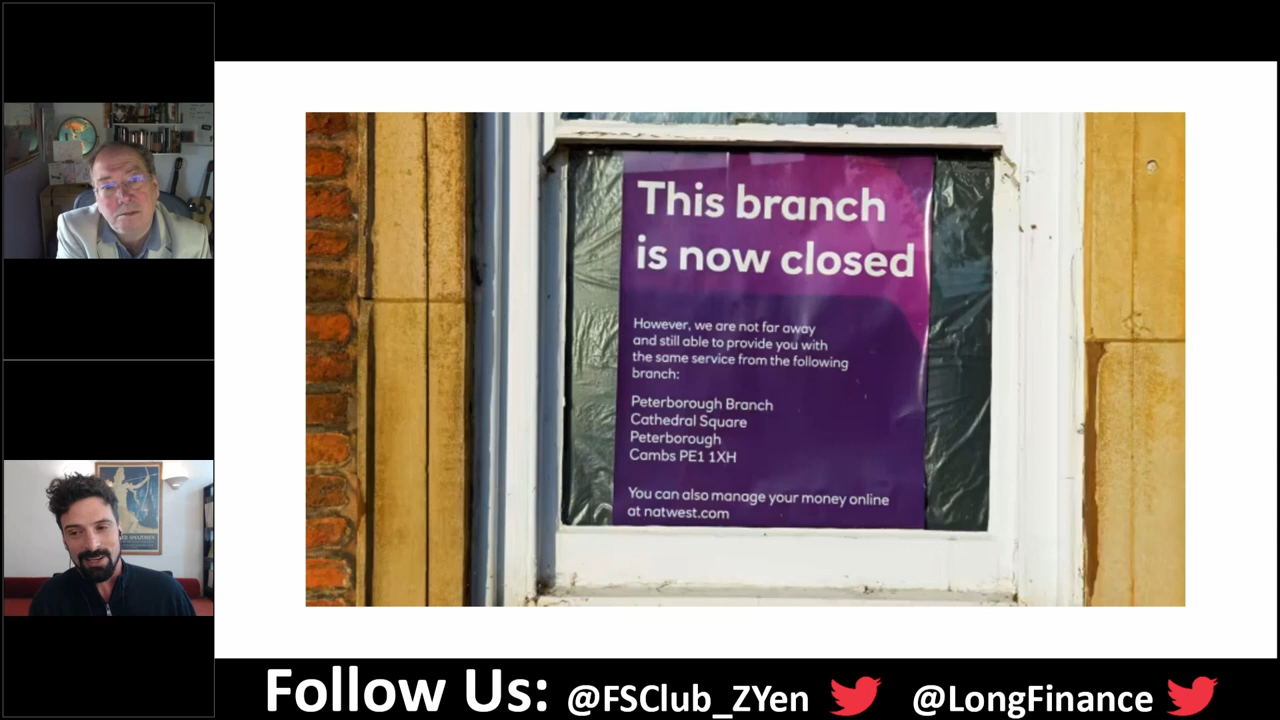 This branch
is now closed
However, we are not far away
and still able to provide you with
the same service from the following
branch:
Peterborough Branch
Cathedral Square
Peterborough
Cambs PE1 1XH
You can also manage your money online
at natwest.com
Follow Us: @FSClub_ZYen @LongFinance